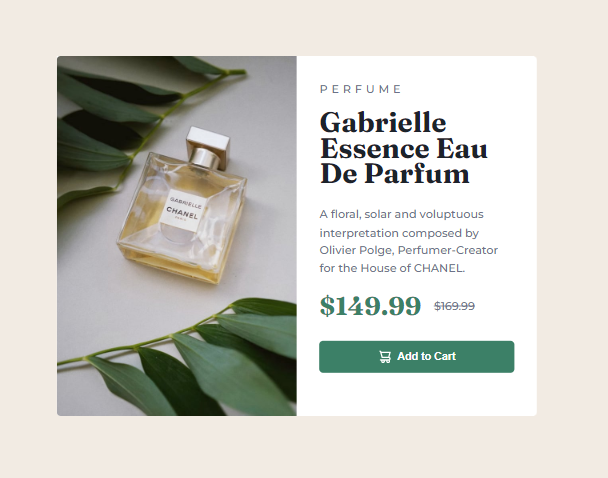 PERFUME
Gabrielle
Essence Eau
De Parfum
A floral, solar and voluptuous
interpretation composed by
Olivier Polge, Perfumer-Creator
for the House of CHANEL.
$149.99 $169.99
Add to Cart
GABRIELLE
CHANEL